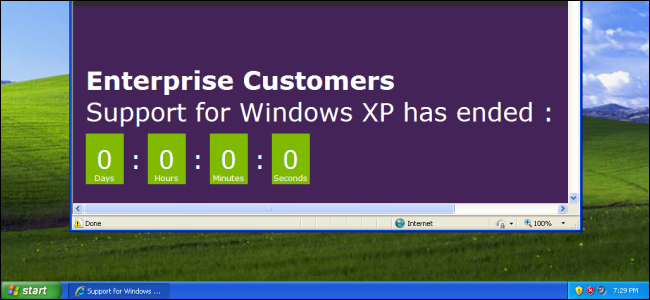 Enterprise Customers
Support for Windows XP has ended :
0 : 0 : 0 : 0
Days Hours Minutes Seconds
Done Internet 100%
start Support for Windows ... 7:29 PM